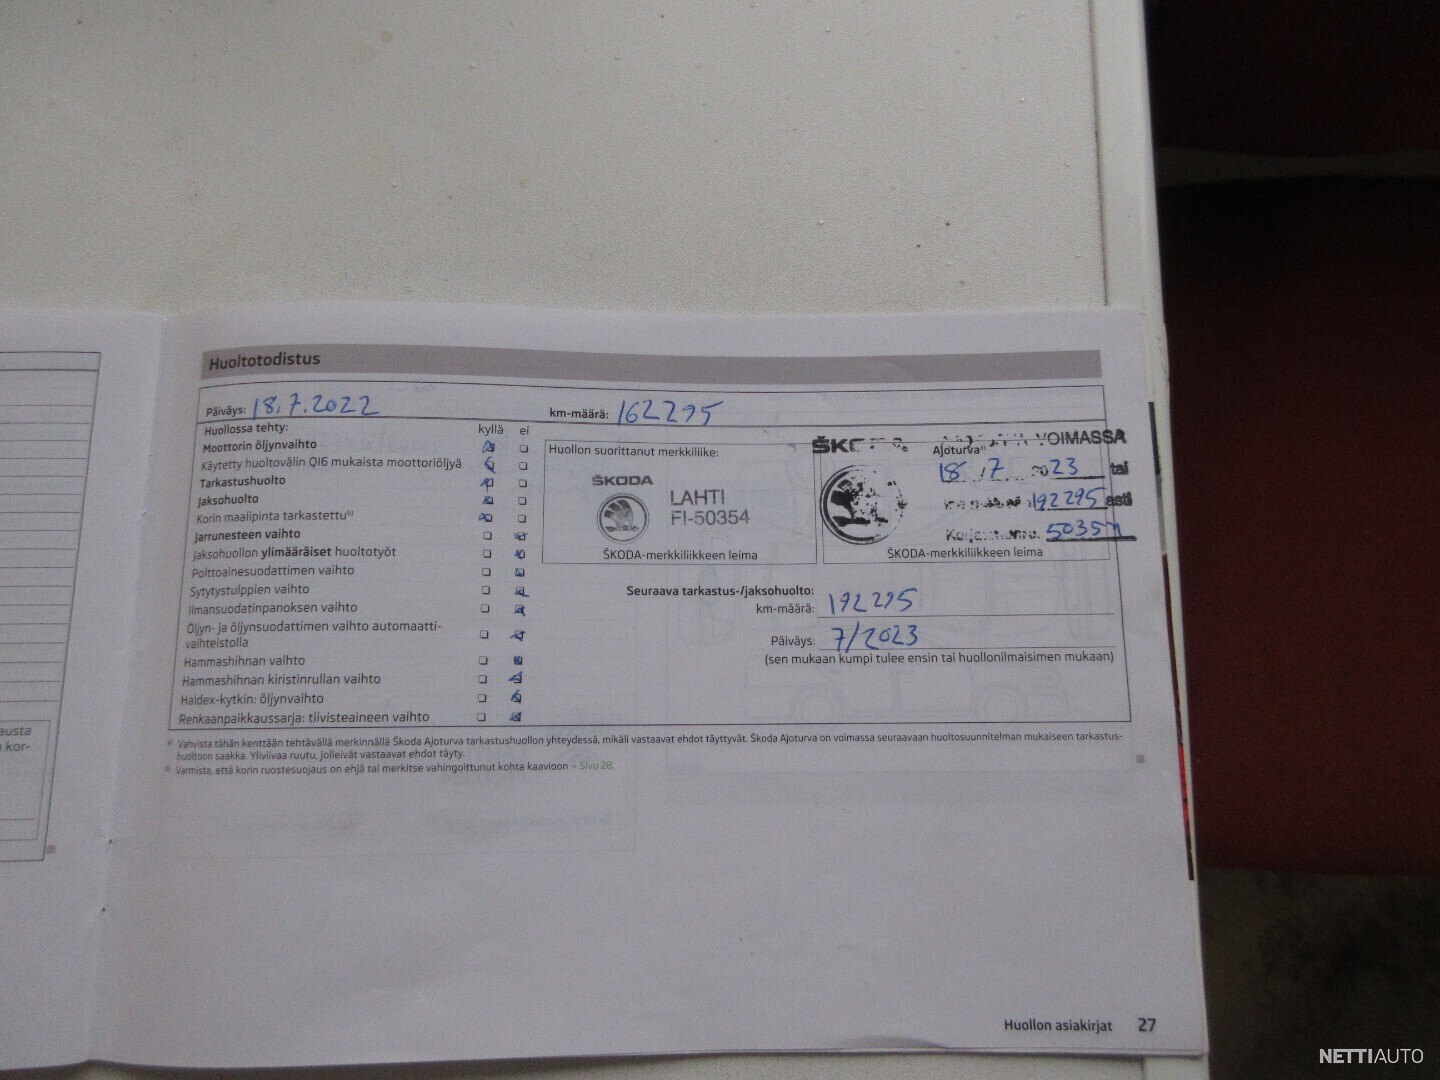 Huoltotodistus
Päiväys: 18.7.2022 km-määrä: 162295
Huollossa tehty: kyllä ei
Moottorin öljynvaihto
Käytetty huoltovälin QI6 mukaista moottoriöljyä
Tarkastushuolto
Jaksohuolto
Korin maalipinta tarkastettu b)
Jarrunesteen vaihto
Jaksohuollon ylimääräiset huoltotyöt
Polttoainesuodattimen vaihto
Sytytystulppien vaihto
Ilmansuodatinpanoksen vaihto
Öljyn- ja öljynsuodattimen vaihto automaatti-
vaihteistolla
Hammashihnan vaihto
Hammashihnan kiristinrullan vaihto
Haldex-kytkin: öljynvaihto
Renkaanpaikkaussarja: tiivisteaineen vaihto
Huollon suorittanut merkkiliike:
ŠKODA
LAHTI
FI-50354
ŠKODA-merkkiliikkeen leima
VOIMASSA
Ajoturva a)
18.7 2023 tai
192295 asti
ŠKODA-merkkiliikkeen leima
Seuraava tarkastus-/jaksohuolto:
km-määrä: 192295
Päiväys: 7/2023
(sen mukaan kumpi tulee ensin tai huollonilmaisimen mukaan)
a) Vahvista tähän kenttään tehtävällä merkinnällä Škoda Ajoturva tarkastushuollon yhteydessä, mikäli vastaavat ehdot täyttyvät. Škoda Ajoturva on voimassa seuraavaan huoltosuunnitelman mukaiseen tarkastus-
huoltoon saakka. Yliviivaa ruutu, jolleivät vastaavat ehdot täyty.
b) Varmista, että korin ruostesuojaus on ehjä tai merkitse vahingoittunut kohta kaavioon » Sivu 28.
austa
kor-
Huollon asiakirjat 27
NETTIAUTO